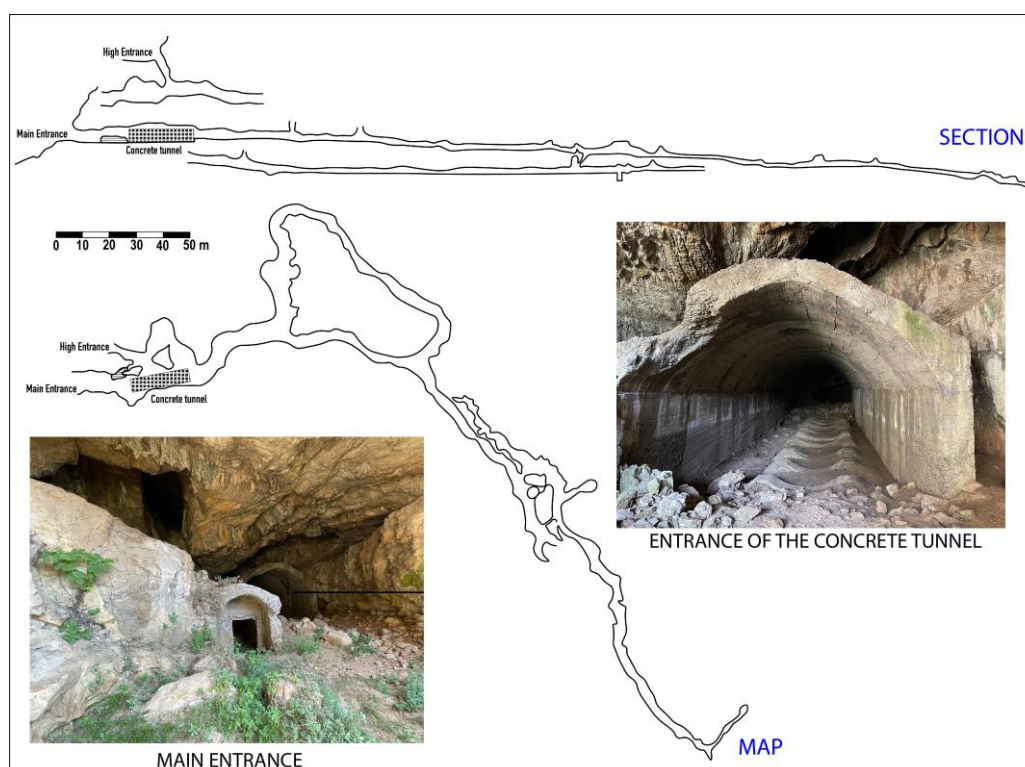 High Entrance
Main Entrance
Concrete tunnel
SECTION
0 10 20 30 40 50 m
High Entrance
Main Entrance
Concrete tunnel
ENTRANCE OF THE CONCRETE TUNNEL
MAP
MAIN ENTRANCE